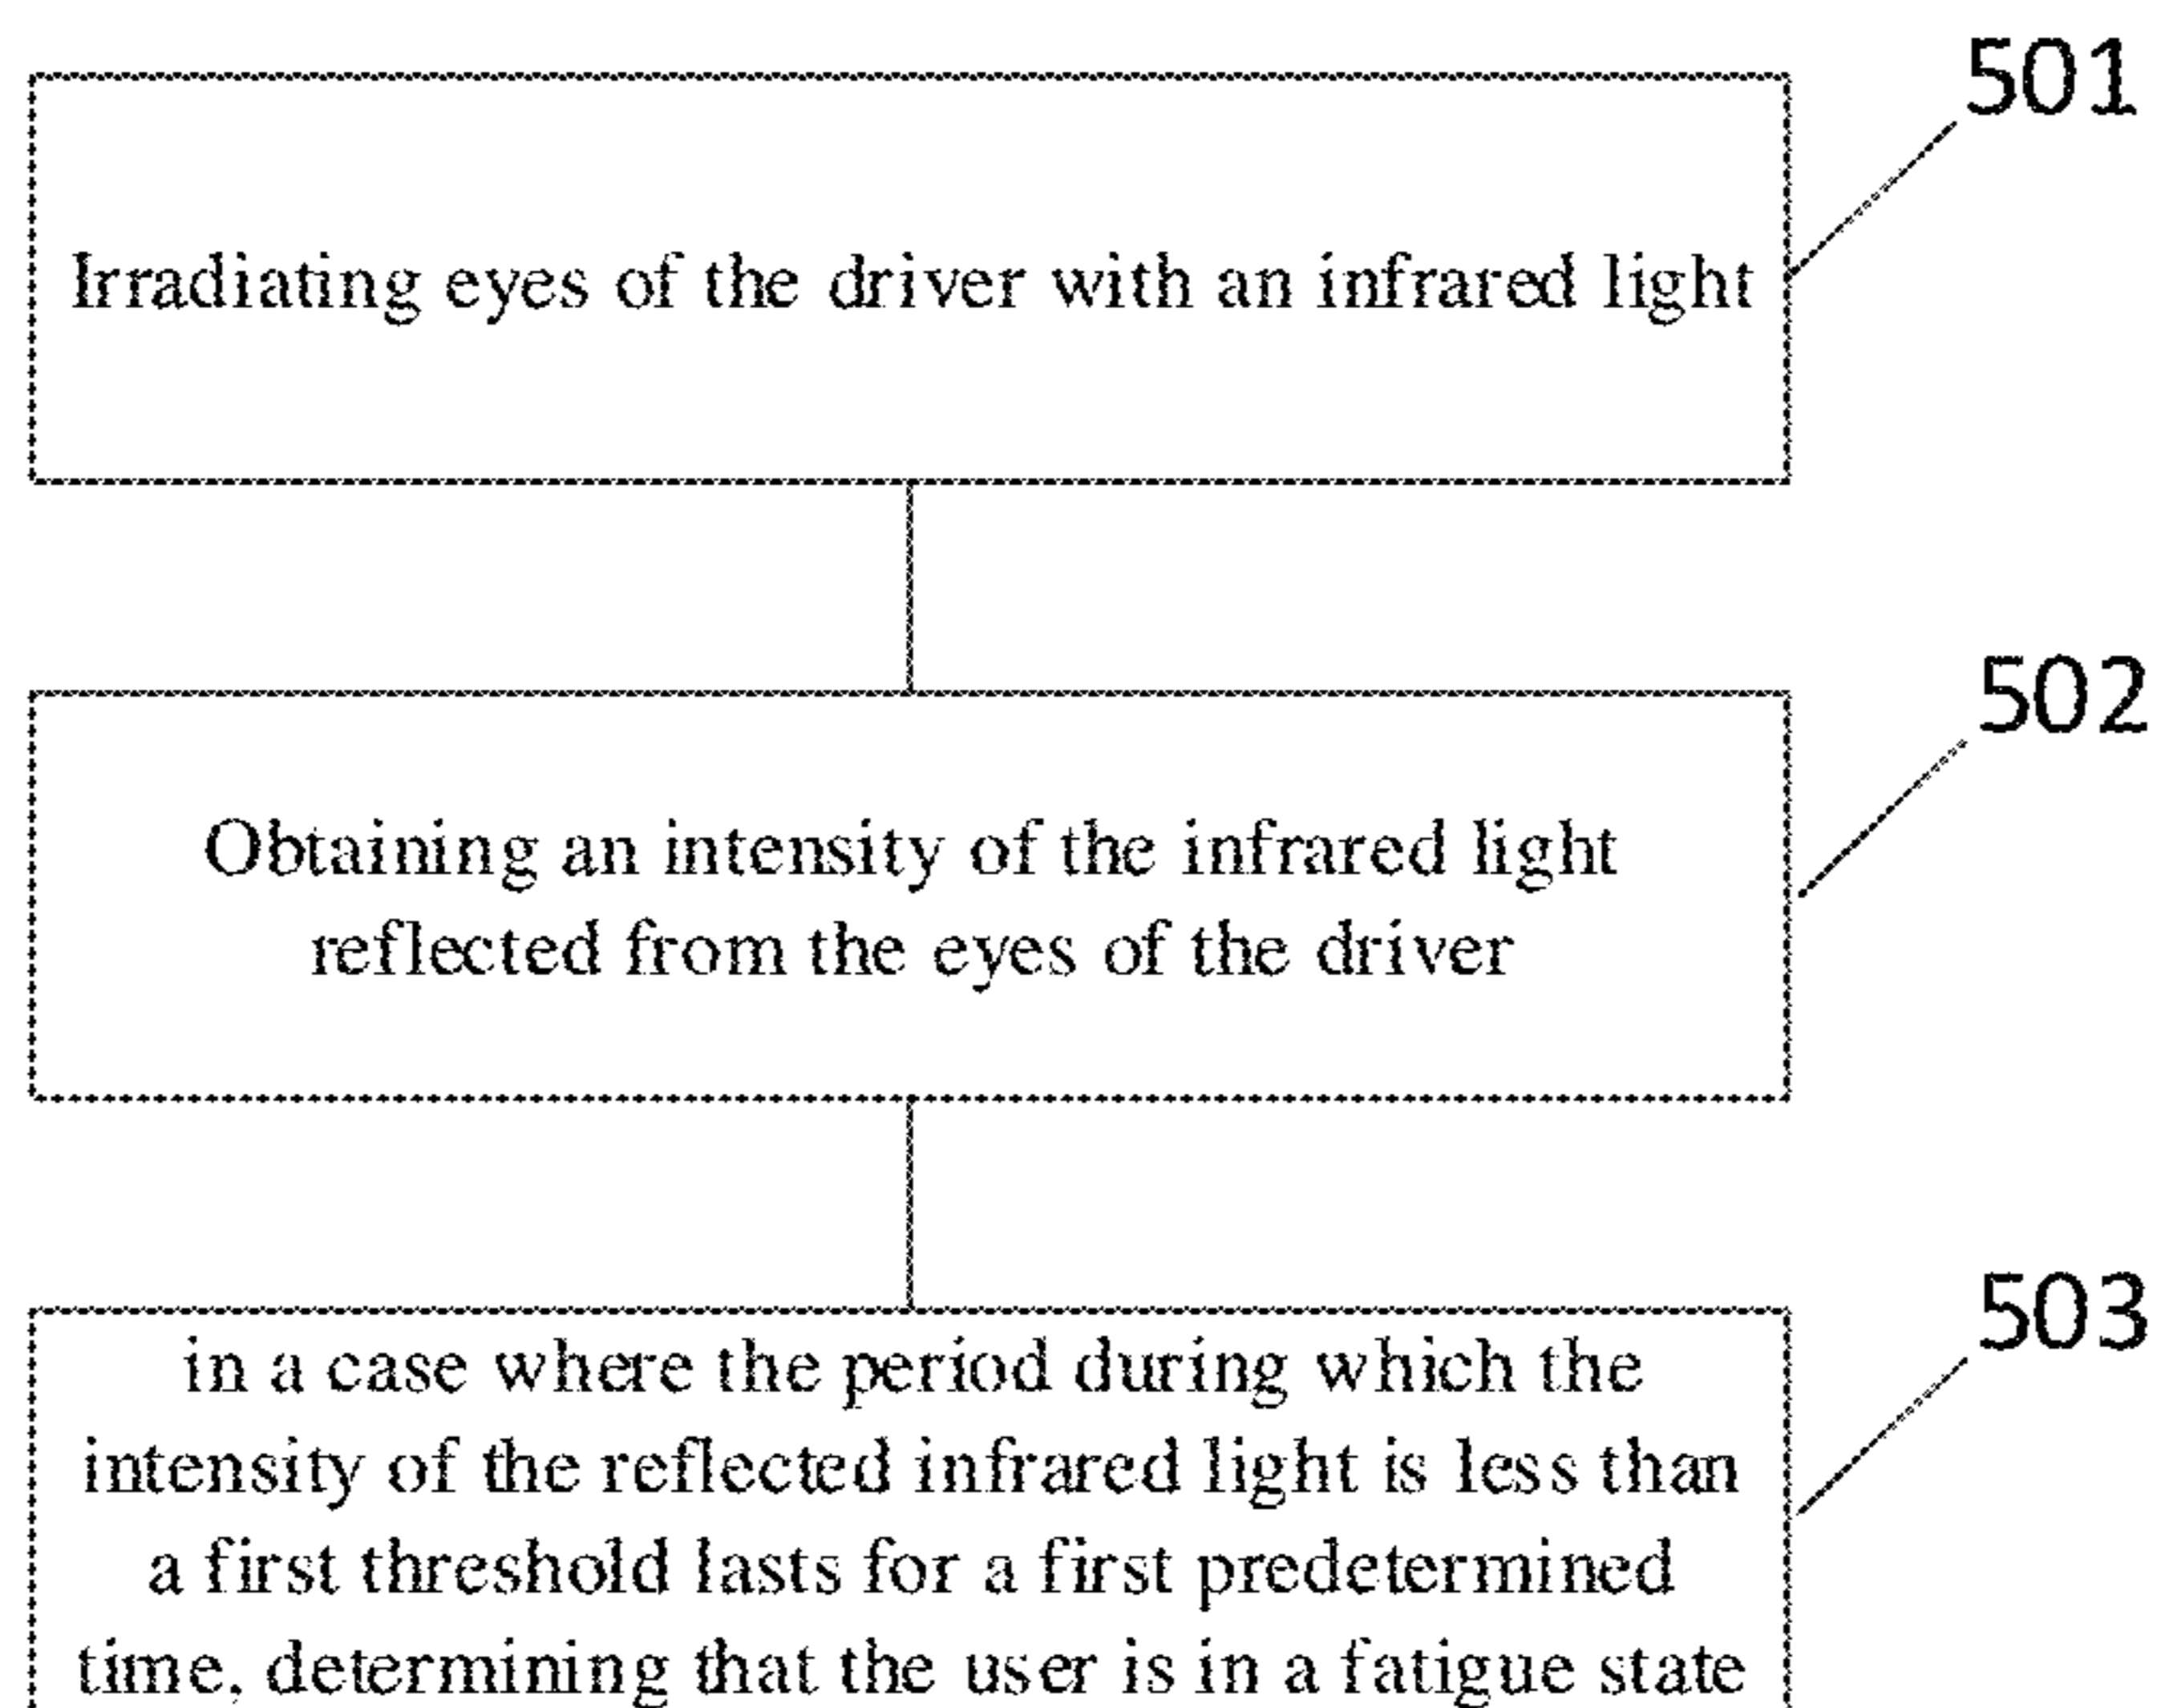 501
Irradiating eyes of the driver with an infrared light
502
Obtaining an intensity of the infrared light
reflected from the eyes of the driver
503
in a case where the period during which the
intensity of the reflected infrared light is less than
a first threshold lasts for a first predetermined
time, determining that the user is in a fatigue state